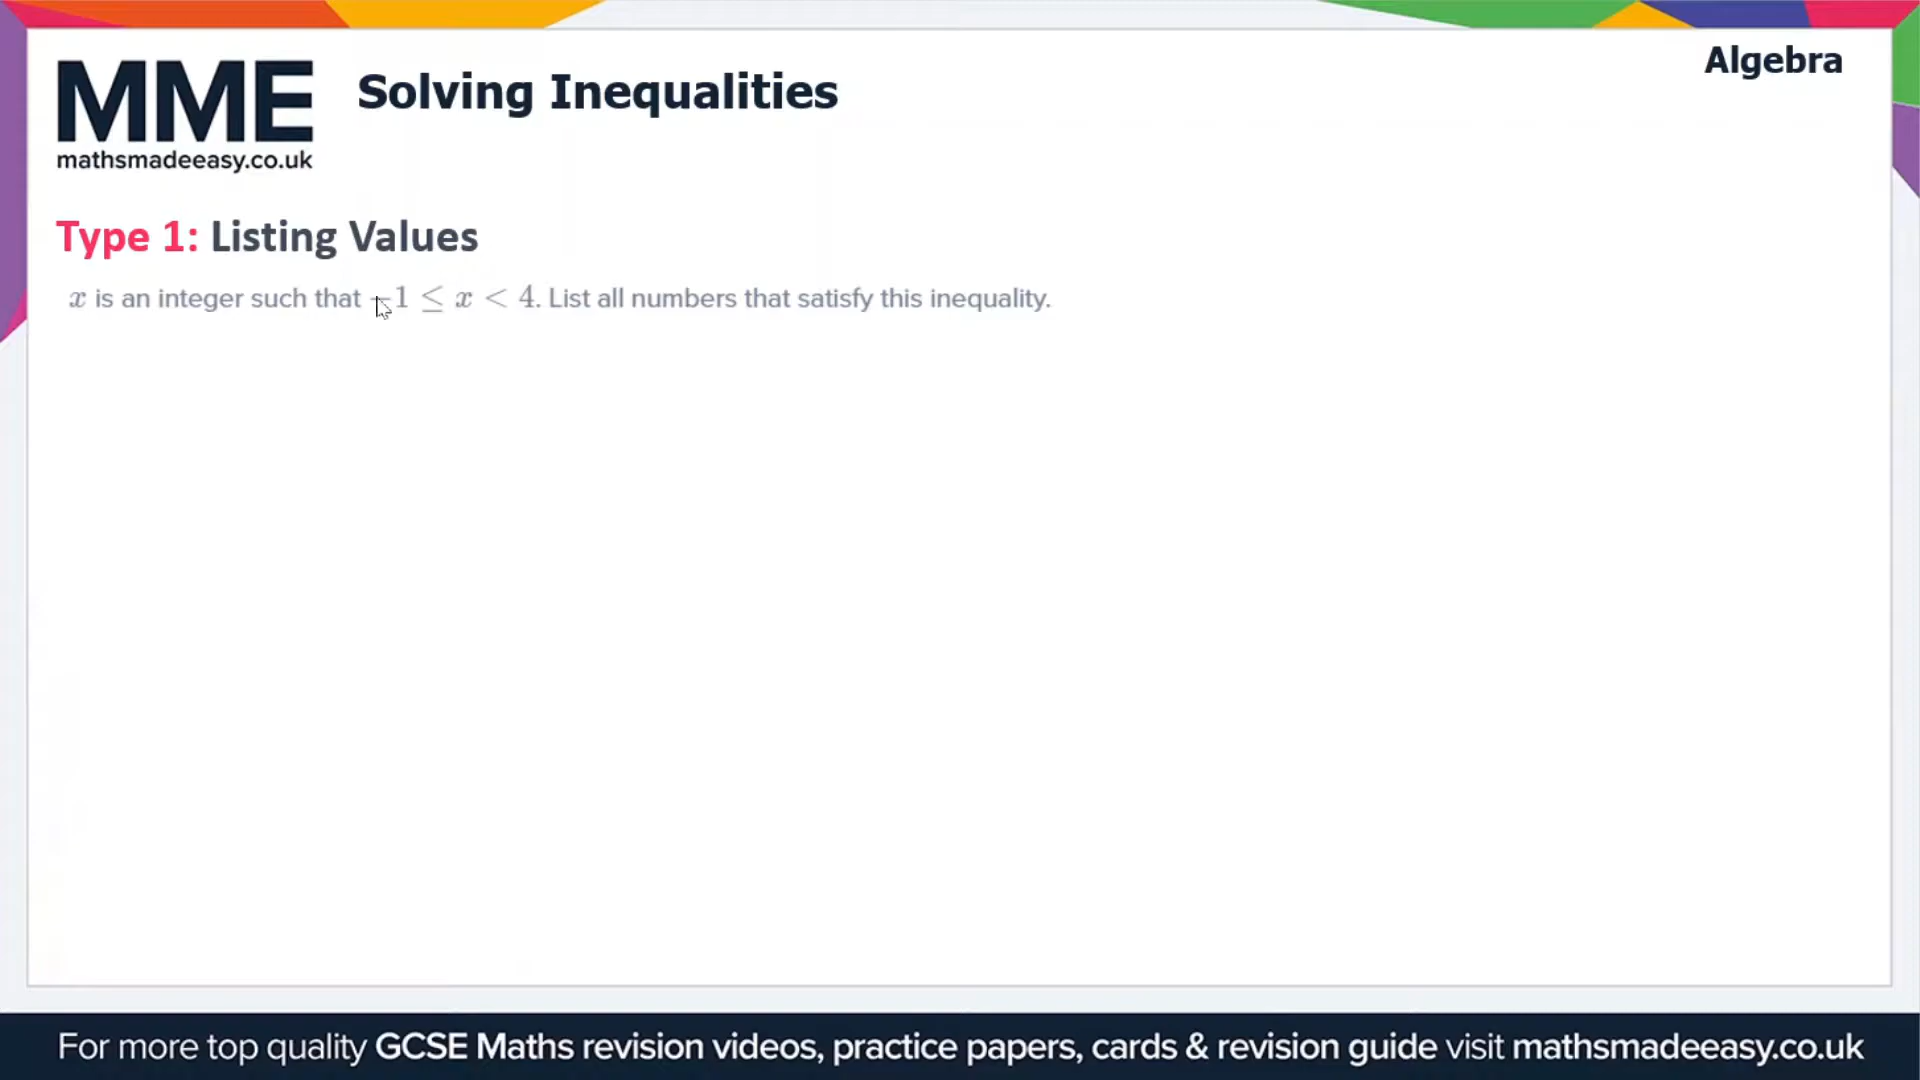 MME
mathsmadeeasy.co.uk
Solving Inequalities
Algebra
Type 1: Listing Values
x is an integer such that −1 ≤ x < 4. List all numbers that satisfy this inequality.
For more top quality GCSE Maths revision videos, practice papers, cards & revision guide visit mathsmadeeasy.co.uk